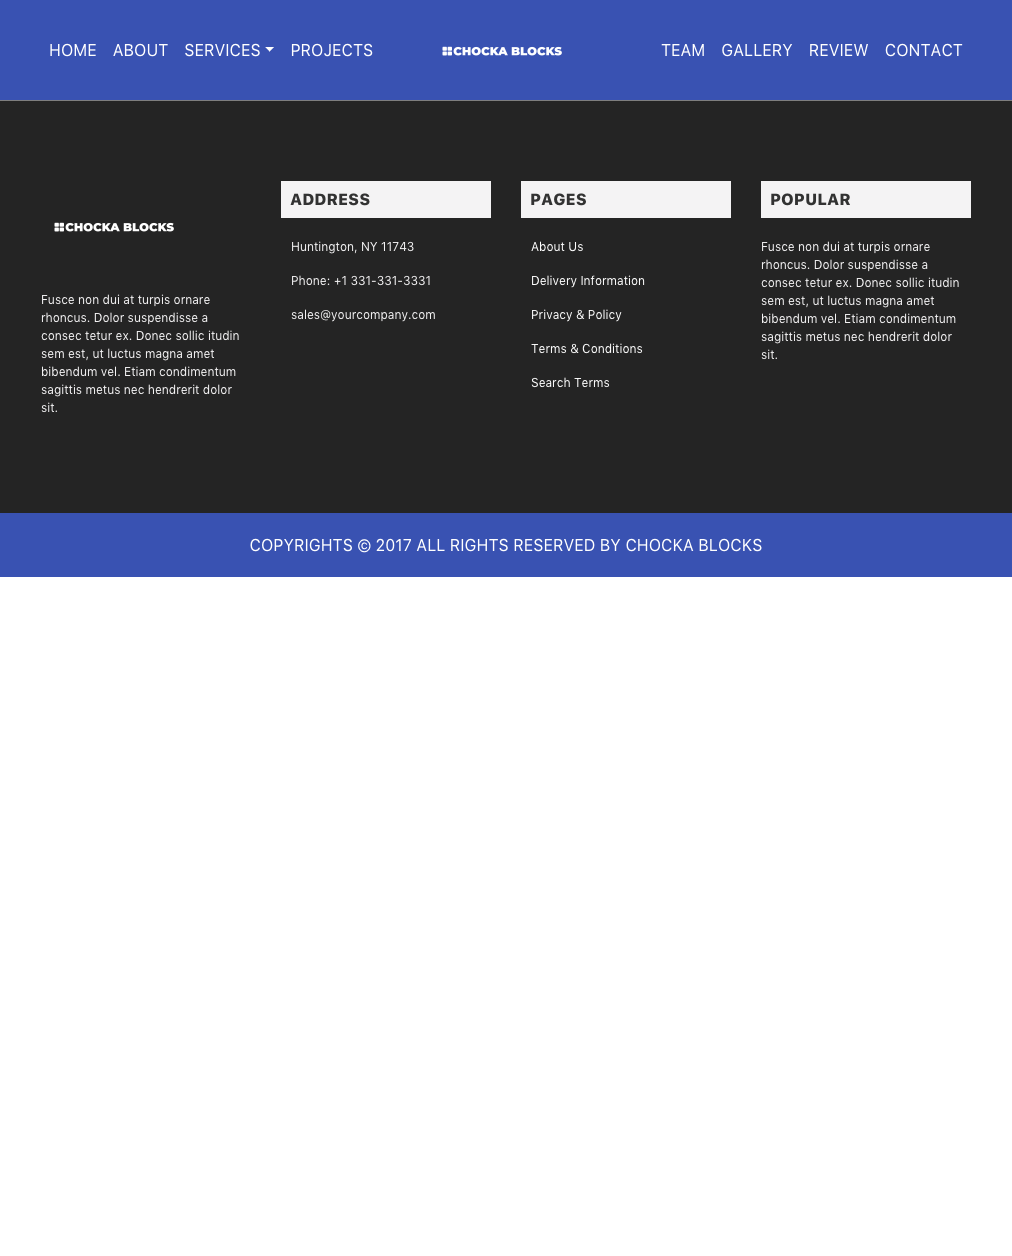 HOME ABOUT SERVICES PROJECTS CHOCKA BLOCKS TEAM GALLERY REVIEW CONTACT
CHOCKA BLOCKS
Fusce non dui at turpis ornare
rhoncus. Dolor suspendisse a
consec tetur ex. Donec sollic itudin
sem est, ut luctus magna amet
bibendum vel. Etiam condimentum
sagittis metus nec hendrerit dolor
sit.
ADDRESS
Huntington, NY 11743
Phone: +1 331-331-3331
sales@yourcompany.com
PAGES
About Us
Delivery Information
Privacy & Policy
Terms & Conditions
Search Terms
POPULAR
Fusce non dui at turpis ornare
rhoncus. Dolor suspendisse a
consec tetur ex. Donec sollic itudin
sem est, ut luctus magna amet
bibendum vel. Etiam condimentum
sagittis metus nec hendrerit dolor
sit.
COPYRIGHTS © 2017 ALL RIGHTS RESERVED BY CHOCKA BLOCKS